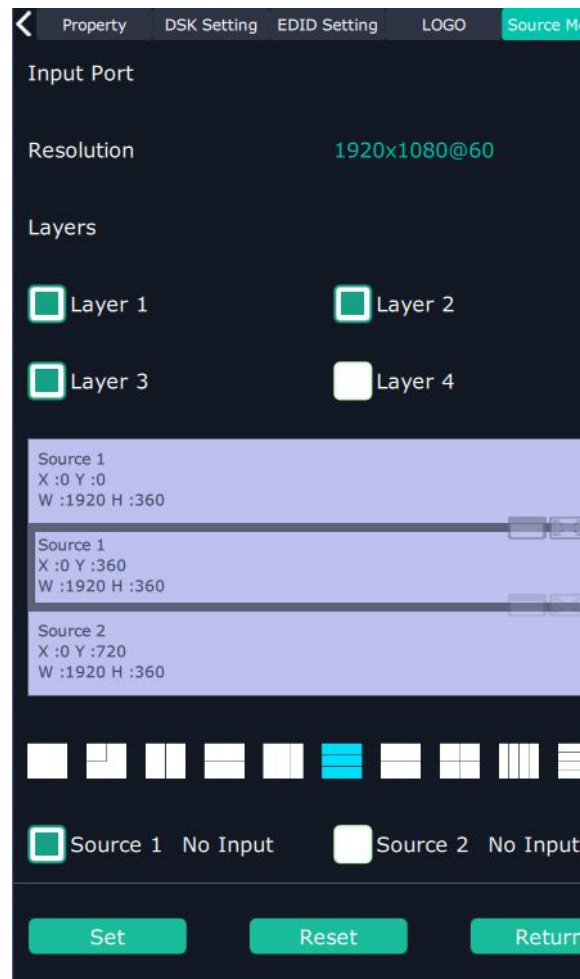 Property DSK Setting EDID Setting LOGO Source M
Input Port
Resolution 1920x1080@60
Layers
Layer 1 Layer 2
Layer 3 Layer 4
Source 1
X :0 Y :0
W :1920 H :360
Source 1
X :0 Y :360
W :1920 H :360
Source 2
X :0 Y :720
W :1920 H :360
Source 1 No Input Source 2 No Input
Set Reset Return